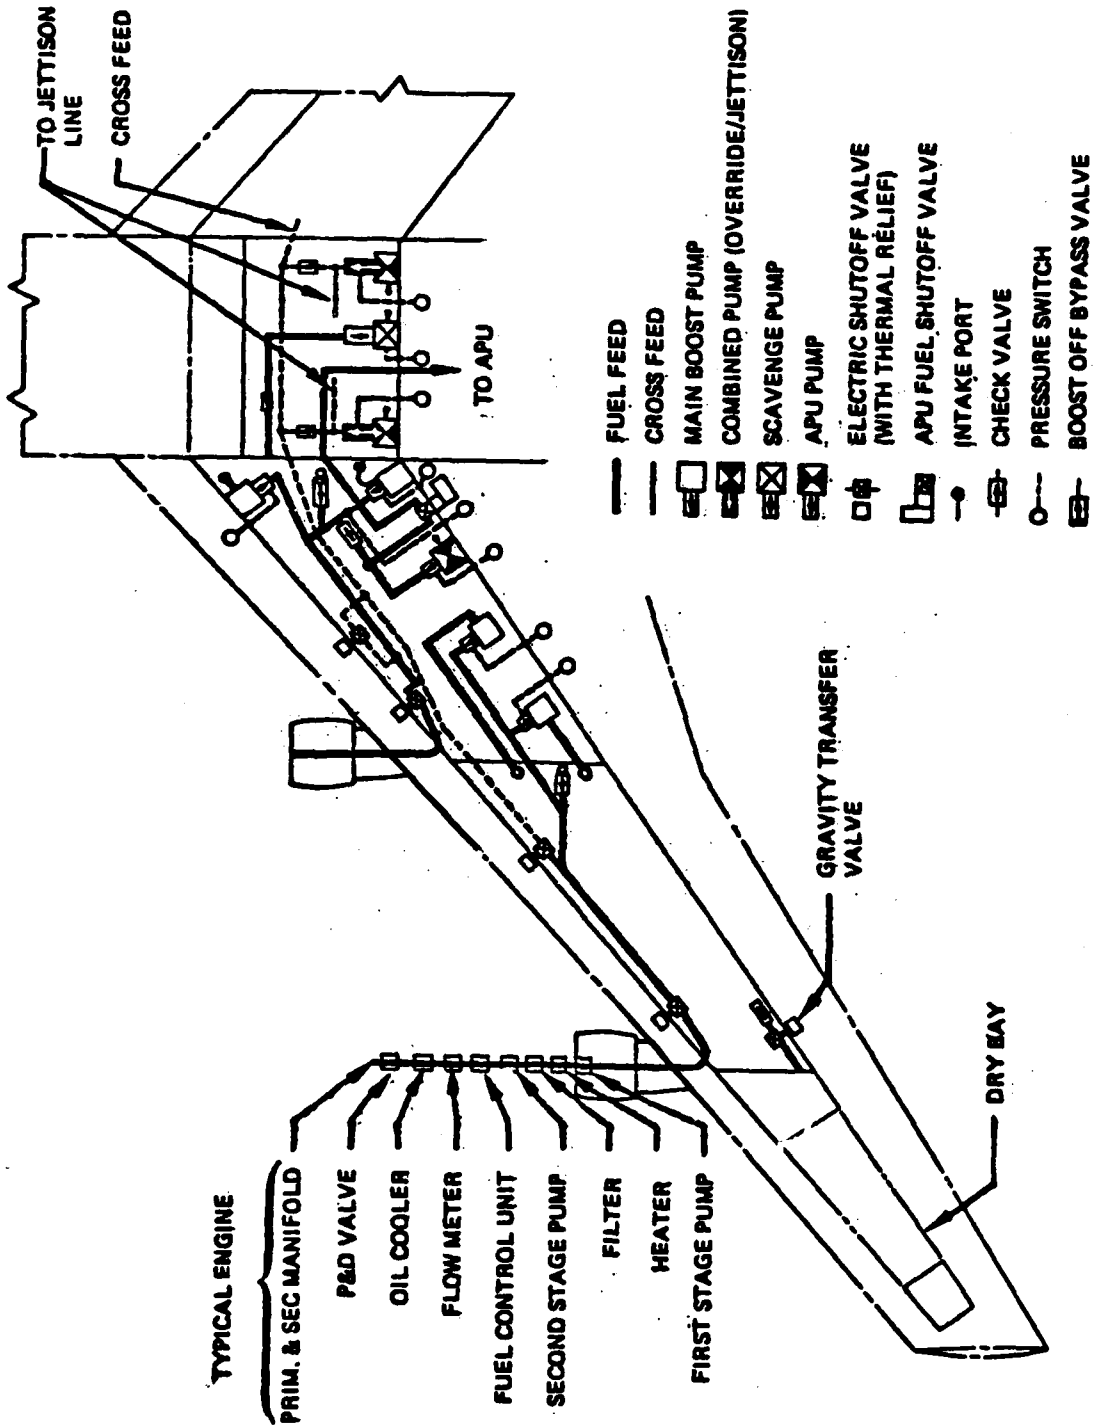 TO JETTISON
LINE
CROSS FEED
TO APU
FUEL FEED
CROSS FEED
MAIN BOOST PUMP
COMBINED PUMP (OVERRIDE/JETTISON)
SCAVENGE PUMP
APU PUMP
ELECTRIC SHUTOFF VALVE
(WITH THERMAL RELIEF)
APU FUEL SHUTOFF VALVE
INTAKE PORT
CHECK VALVE
PRESSURE SWITCH
BOOST OFF BYPASS VALVE
GRAVITY TRANSFER
VALVE
DRY BAY
TYPICAL ENGINE
PRIM. & SEC MANIFOLD
P&D VALVE
OIL COOLER
FLOW METER
FUEL CONTROL UNIT
SECOND STAGE PUMP
FILTER
HEATER
FIRST STAGE PUMP